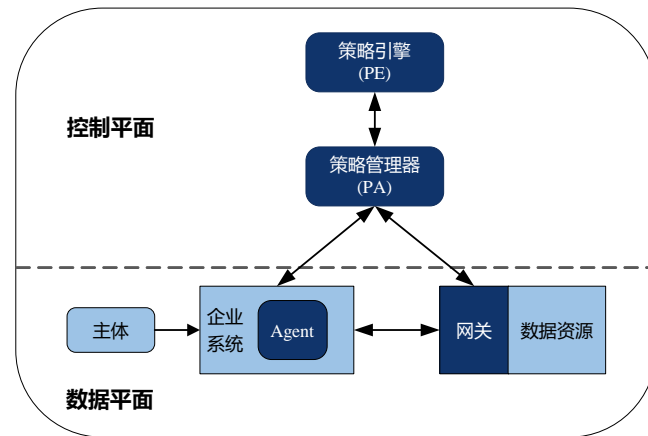 策略引擎
(PE)
控制平面
策略管理器
(PA)
主体
企业
系统
Agent
网关
数据资源
数据平面